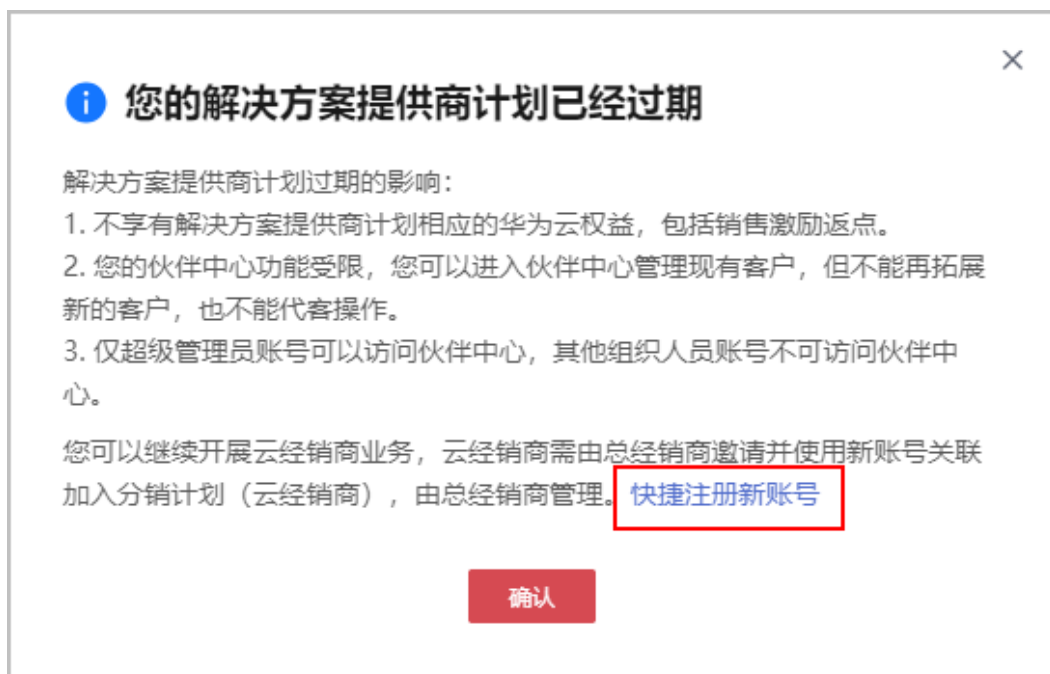 您的解决方案提供商计划已经过期
解决方案提供商计划过期的影响：
1. 不享有解决方案提供商计划相应的华为云权益，包括销售激励返点。
2. 您的伙伴中心功能受限，您可以进入伙伴中心管理现有客户，但不能再拓展
新的客户，也不能代客操作。
3. 仅超级管理员账号可以访问伙伴中心，其他组织人员账号不可访问伙伴中
心。
您可以继续开展云经销商业务，云经销商需由总经销商邀请并使用新账号关联
加入分销计划（云经销商），由总经销商管理。快捷注册新账号
确认